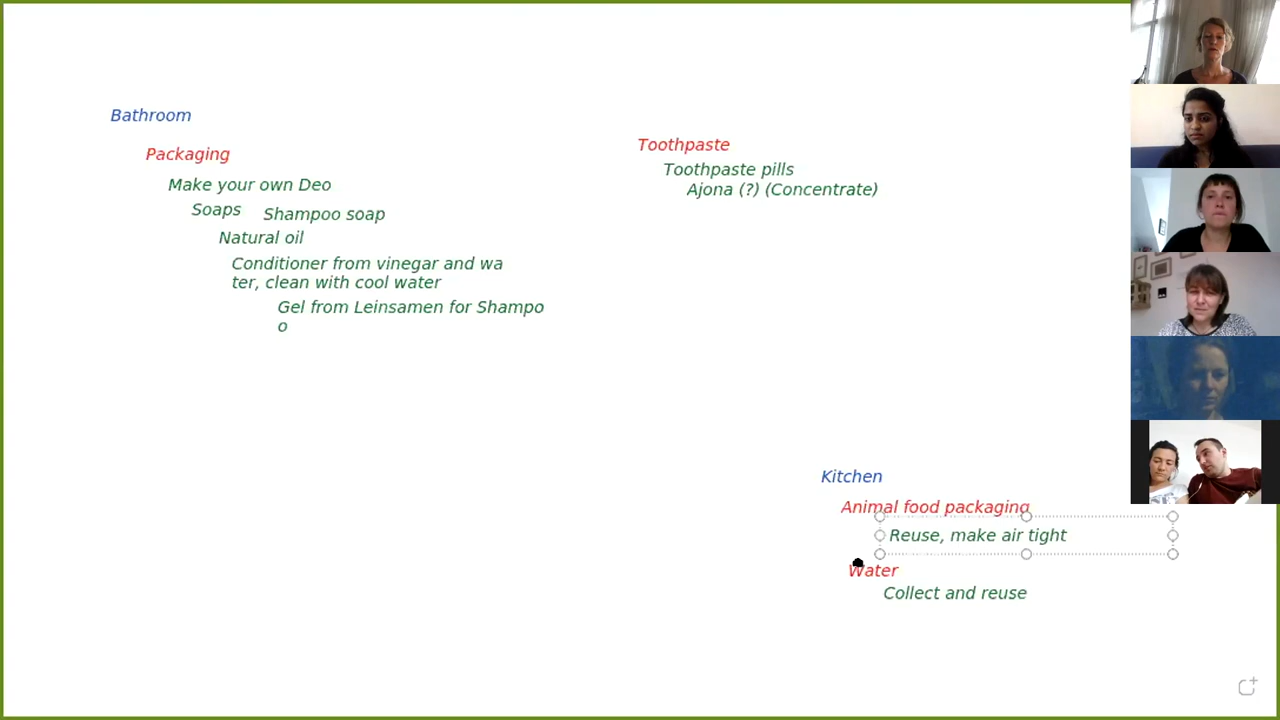 Bathroom
Packaging
Make your own Deo
Soaps
Shampoo soap
Natural oil
Conditioner from vinegar and wa
ter, clean with cool water
Gel from Leinsamen for Shampo
o
Toothpaste
Toothpaste pills
Ajona (?) (Concentrate)
Kitchen
Animal food packaging
Reuse, make air tight
Water
Collect and reuse